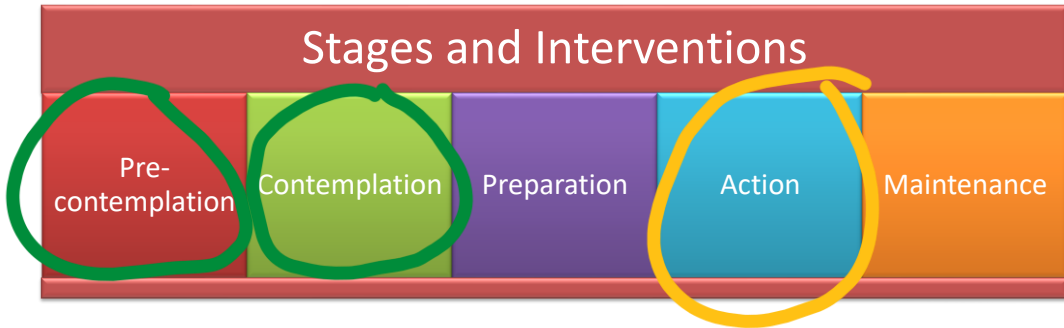 Stages and Interventions
Pre-
contemplation
Contemplation
Preparation
Action
Maintenance